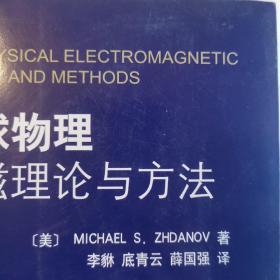 YSICAL ELECTROMAGNETIC
AND METHODS
球物理
磁理论与方法
〔美〕 MICHAEL S. ZHDANOV 著
李貅 底青云 薛国强 译